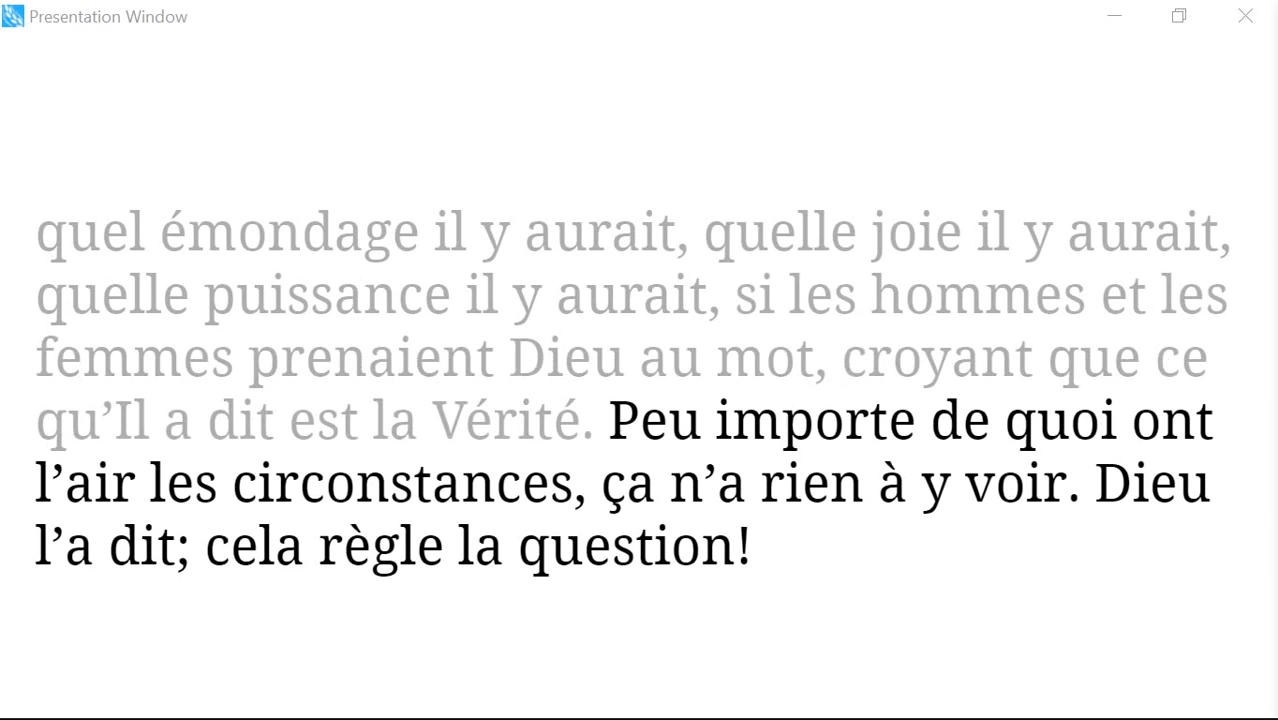 Presentation Window
quel émondage il y aurait, quelle joie il y aurait,
quelle puissance il y aurait, si les hommes et les
femmes prenaient Dieu au mot, croyant que ce
qu’Il a dit est la Vérité. Peu importe de quoi ont
l’air les circonstances, ça n’a rien à y voir. Dieu
l’a dit; cela règle la question!